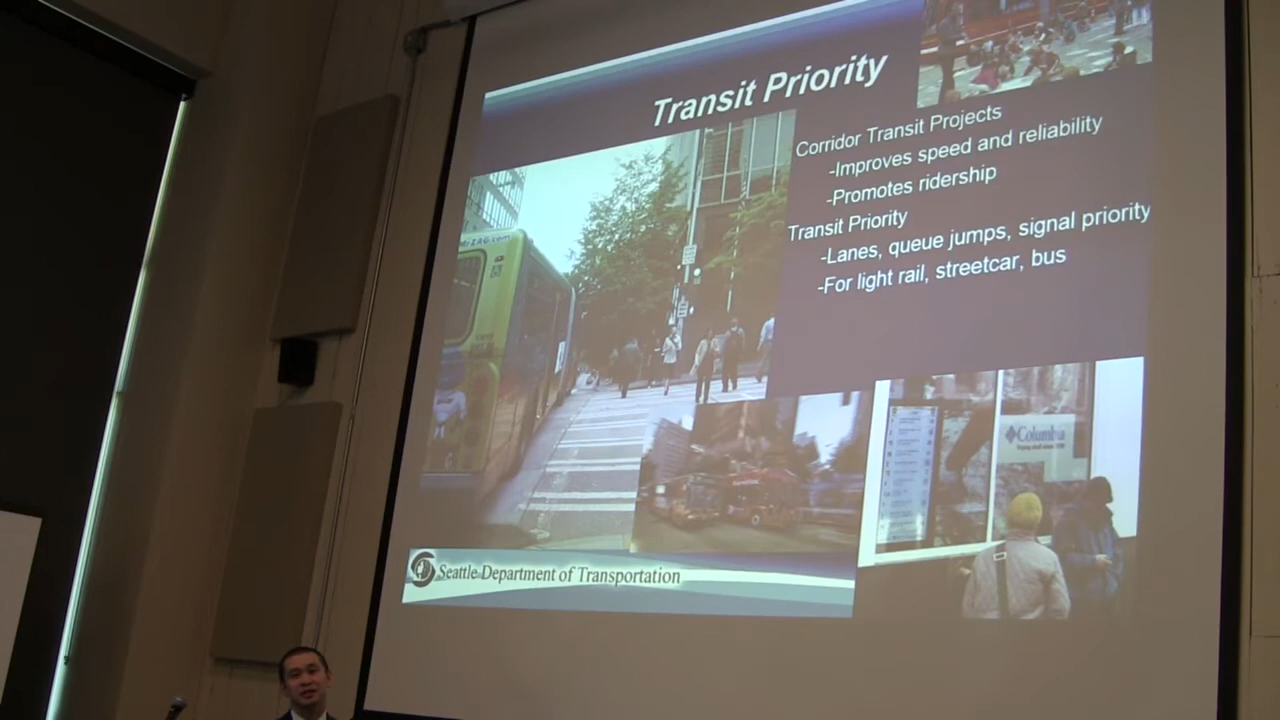 Transit Priority
Corridor Transit Projects
-Improves speed and reliability
-Promotes ridership
Transit Priority
-Lanes, queue jumps, signal priority
-For light rail, streetcar, bus
Columbia
Seattle Department of Transportation